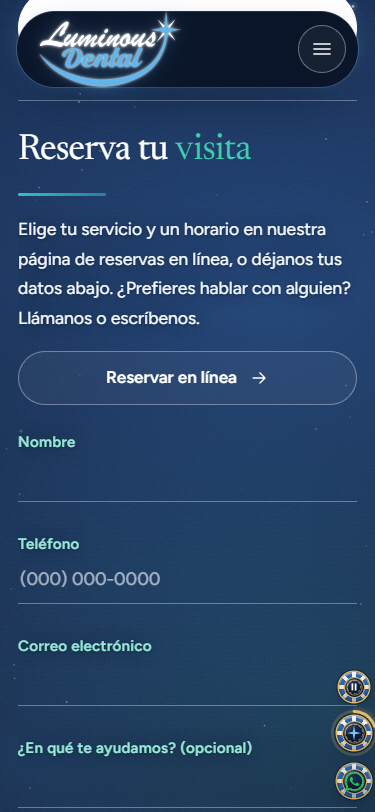 Luminous
Dental
Reserva tu visita
Elige tu servicio y un horario en nuestra
página de reservas en línea, o déjanos tus
datos abajo. ¿Prefieres hablar con alguien?
Llámanos o escríbenos.
Reservar en línea →
Nombre
Teléfono
(000) 000-0000
Correo electrónico
¿En qué te ayudamos? (opcional)